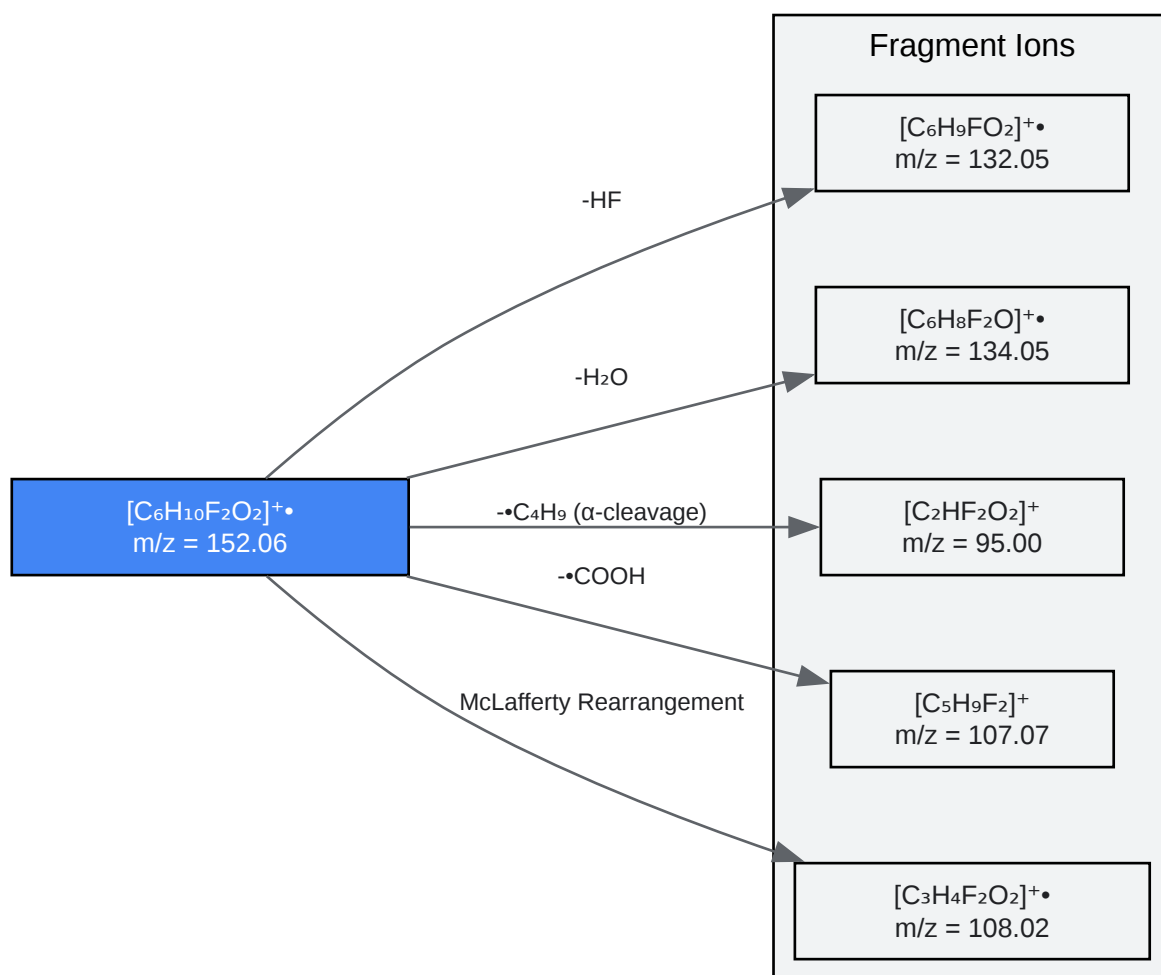 Fragment Ions
[C₆H₉FO₂]⁺•
m/z = 132.05
-HF
[C₆H₈F₂O]⁺•
m/z = 134.05
-H₂O
[C₆H₁₀F₂O₂]⁺•
m/z = 152.06
-•C₄H₉ (α-cleavage)
[C₂HF₂O₂]⁺
m/z = 95.00
-•COOH
[C₅H₉F₂]⁺
m/z = 107.07
McLafferty Rearrangement
[C₃H₄F₂O₂]⁺•
m/z = 108.02